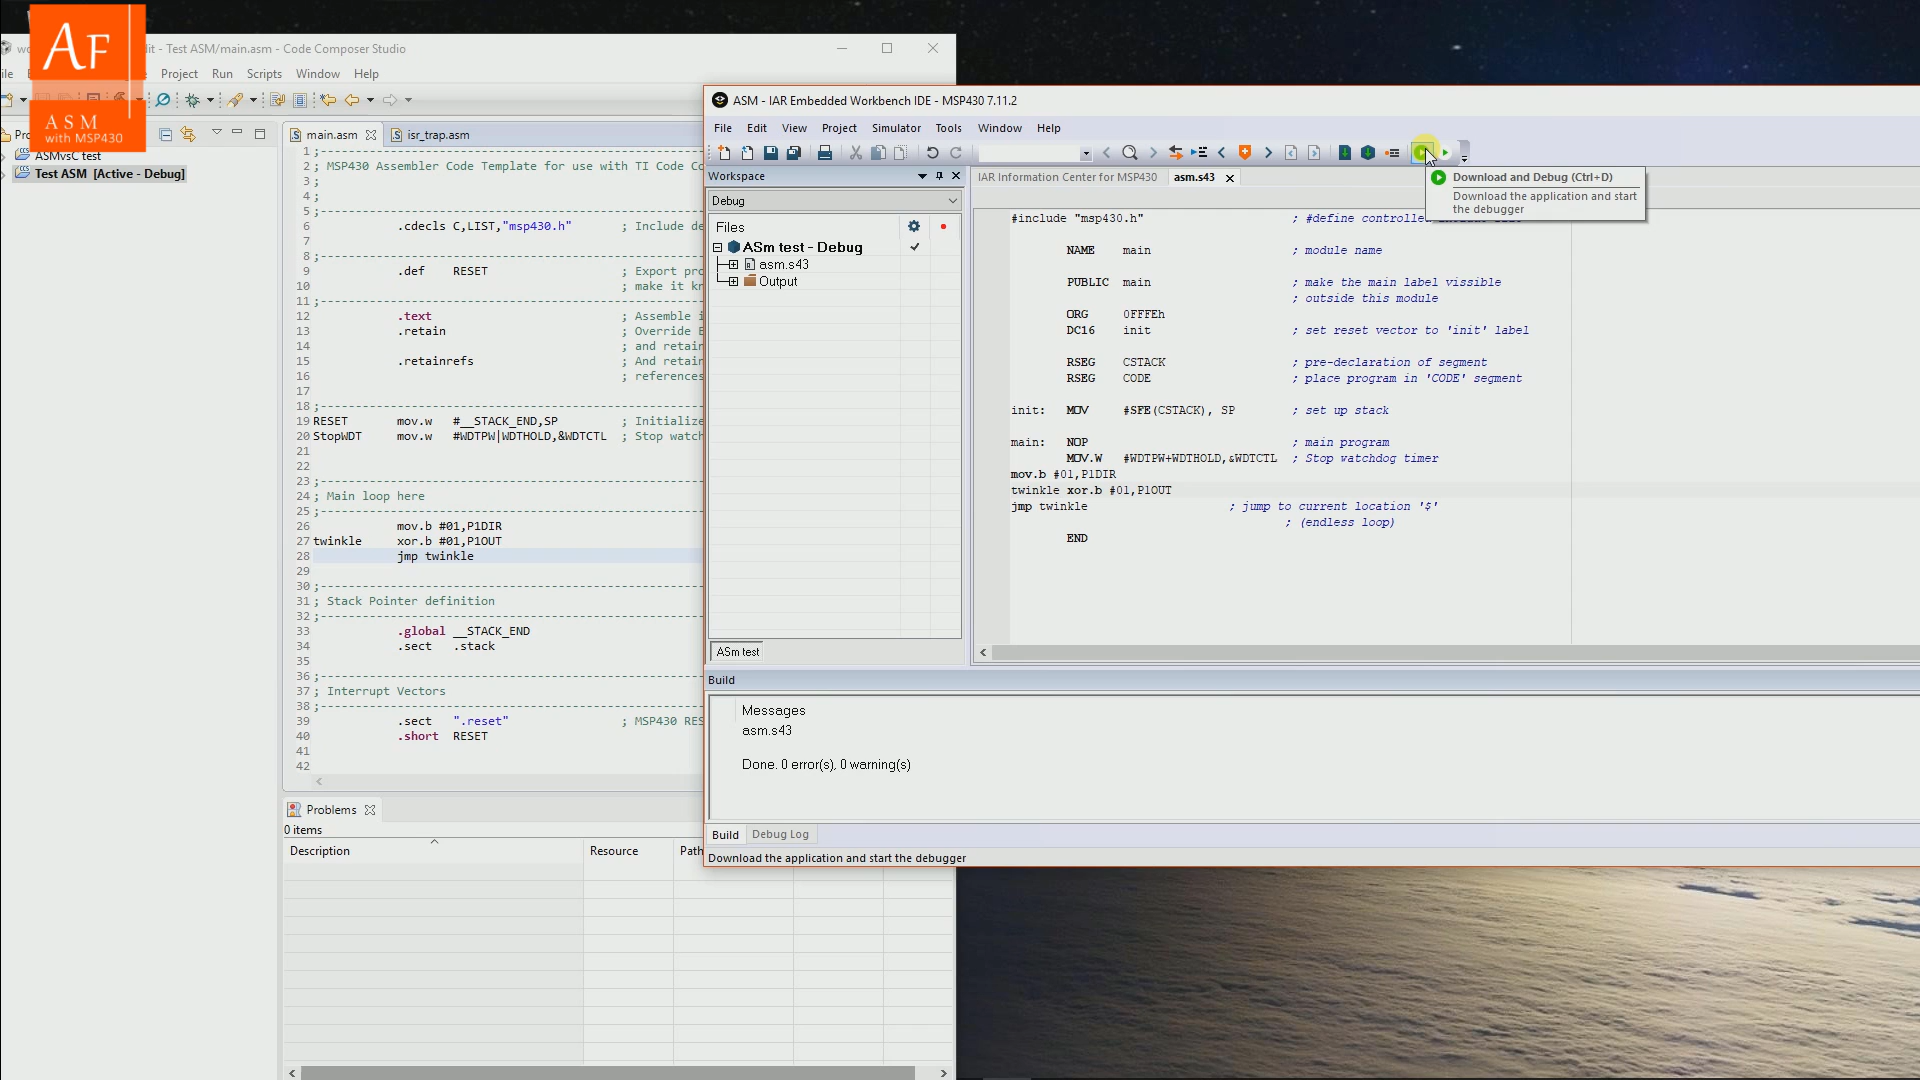 AF
ASM
with MSP430
it - Test ASM/main.asm - Code Composer Studio
Project Run Scripts Window Help
main.asm isr_trap.asm
ASMvsC test
Test ASM [Active - Debug]
1 ;
2 ; MSP430 Assembler Code Template for use with TI Code Co
3 ;
4 ;
5 ;
6 .cdecls C,LIST,"msp430.h" ; Include de
7
8 ;
9 .def RESET ; Export pro
10 ; make it kn
11 ;
12 .text ; Assemble i
13 .retain ; Override E
14 ; and retain
15 .retainrefs ; And retain
16 ; references
17
18 ;
19 RESET mov.w #__STACK_END,SP ; Initialize
20 StopWDT mov.w #WDTPW|WDTHOLD,&WDTCTL ; Stop watch
21
22
23 ;
24 ; Main loop here
25 ;
26 mov.b #01,P1DIR
27 twinkle xor.b #01,P1OUT
28 jmp twinkle
29
30 ;
31 ; Stack Pointer definition
32 ;
33 .global __STACK_END
34 .sect .stack
35
36 ;
37 ; Interrupt Vectors
38 ;
39 .sect ".reset" ; MSP430 RES
40 .short RESET
41
42
Problems
0 items
Description Resource Path
ASM - IAR Embedded Workbench IDE - MSP430 7.11.2
File Edit View Project Simulator Tools Window Help
Workspace
Debug
Files
ASm test - Debug
asm.s43
Output
ASm test
IAR Information Center for MSP430 asm.s43
Download and Debug (Ctrl+D)
Download the application and start
the debugger
#include "msp430.h" ; #define controlled
NAME main ; module name
PUBLIC main ; make the main label vissible
; outside this module
ORG 0FFFEh
DC16 init ; set reset vector to 'init' label
RSEG CSTACK ; pre-declaration of segment
RSEG CODE ; place program in 'CODE' segment
init: MOV #SFE(CSTACK), SP ; set up stack
main: NOP ; main program
MOV.W #WDTPW+WDTHOLD,&WDTCTL ; Stop watchdog timer
mov.b #01,P1DIR
twinkle xor.b #01,P1OUT
jmp twinkle ; jump to current location '$'
; (endless loop)
END
Build
Messages
asm.s43
Done. 0 error(s), 0 warning(s)
Build Debug Log
Download the application and start the debugger